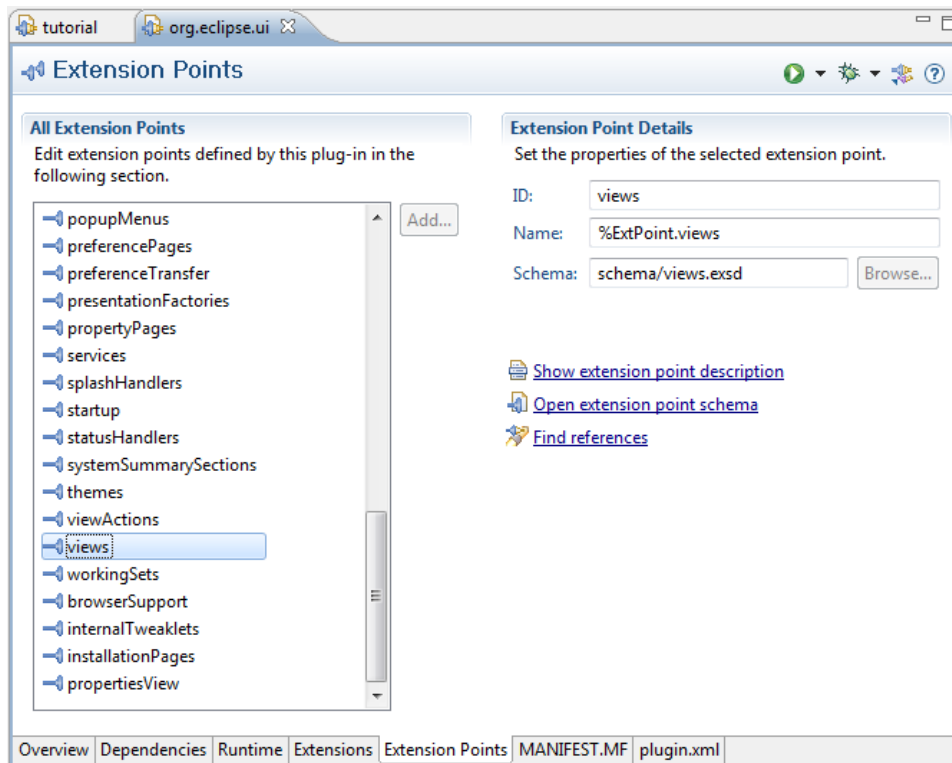 tutorial
org.eclipse.ui
Extension Points
All Extension Points
Edit extension points defined by this plug-in in the
following section.
popupMenus
preferencePages
preferenceTransfer
presentationFactories
propertyPages
services
splashHandlers
startup
statusHandlers
systemSummarySections
themes
viewActions
views
workingSets
browserSupport
internalTweaklets
installationPages
propertiesView
Add...
Extension Point Details
Set the properties of the selected extension point.
ID: views
Name: %ExtPoint.views
Schema: schema/views.exsd Browse...
Show extension point description
Open extension point schema
Find references
Overview Dependencies Runtime Extensions Extension Points MANIFEST.MF plugin.xml